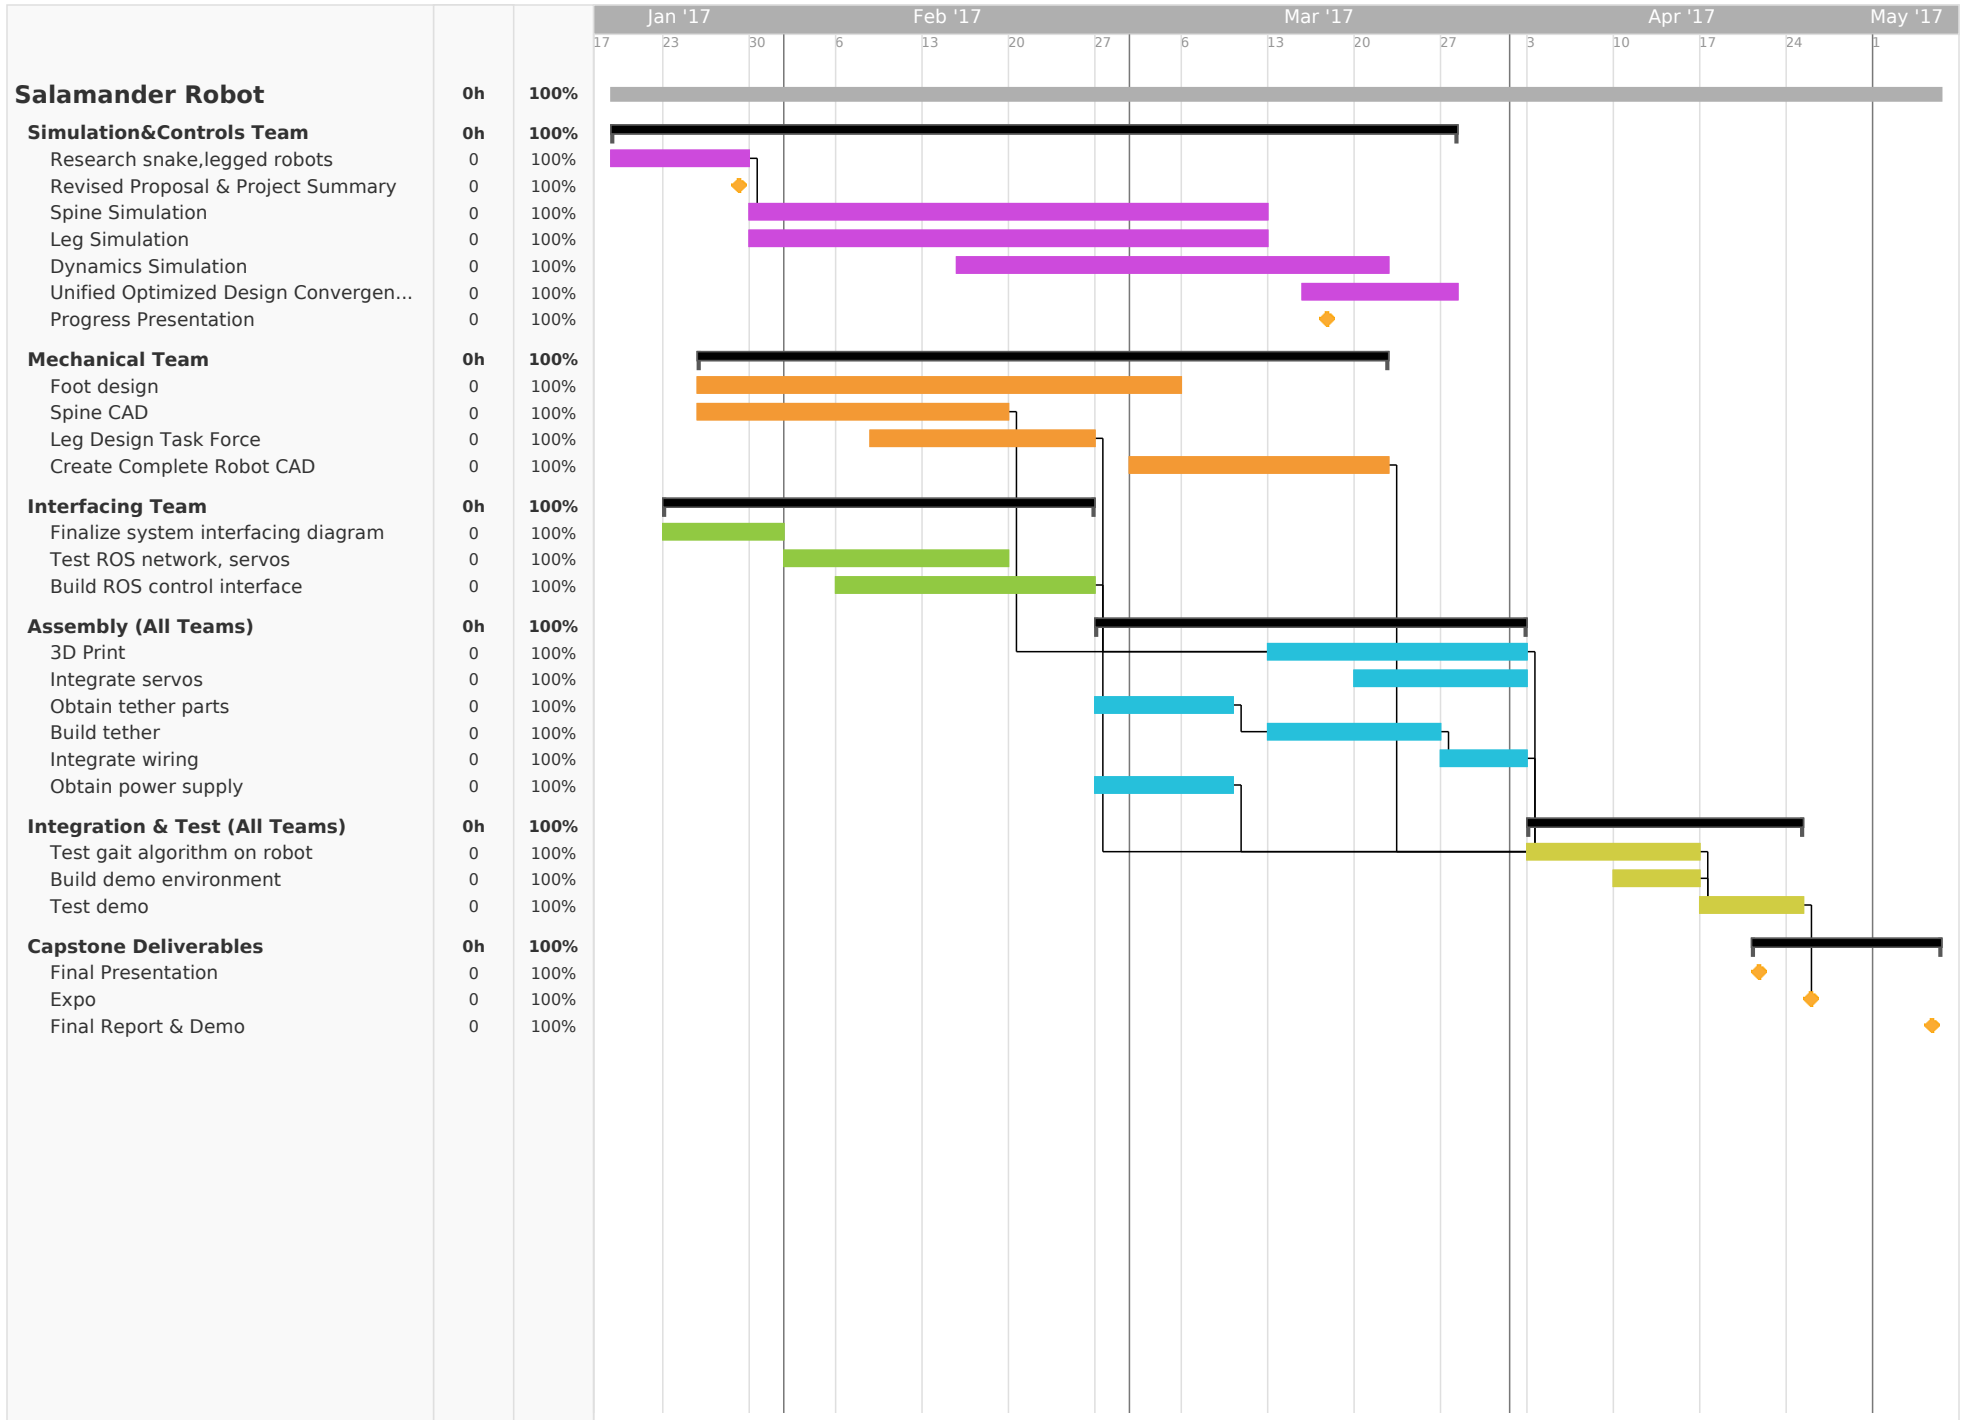 Jan '17 Feb '17 Mar '17 Apr '17 May '17
17 23 30 6 13 20 27 6 13 20 27 3 10 17 24 1
Salamander Robot 0h 100%
Simulation&Controls Team 0h 100%
Research snake,legged robots 0 100%
Revised Proposal & Project Summary 0 100%
Spine Simulation 0 100%
Leg Simulation 0 100%
Dynamics Simulation 0 100%
Unified Optimized Design Convergen... 0 100%
Progress Presentation 0 100%
Mechanical Team 0h 100%
Foot design 0 100%
Spine CAD 0 100%
Leg Design Task Force 0 100%
Create Complete Robot CAD 0 100%
Interfacing Team 0h 100%
Finalize system interfacing diagram 0 100%
Test ROS network, servos 0 100%
Build ROS control interface 0 100%
Assembly (All Teams) 0h 100%
3D Print 0 100%
Integrate servos 0 100%
Obtain tether parts 0 100%
Build tether 0 100%
Integrate wiring 0 100%
Obtain power supply 0 100%
Integration & Test (All Teams) 0h 100%
Test gait algorithm on robot 0 100%
Build demo environment 0 100%
Test demo 0 100%
Capstone Deliverables 0h 100%
Final Presentation 0 100%
Expo 0 100%
Final Report & Demo 0 100%